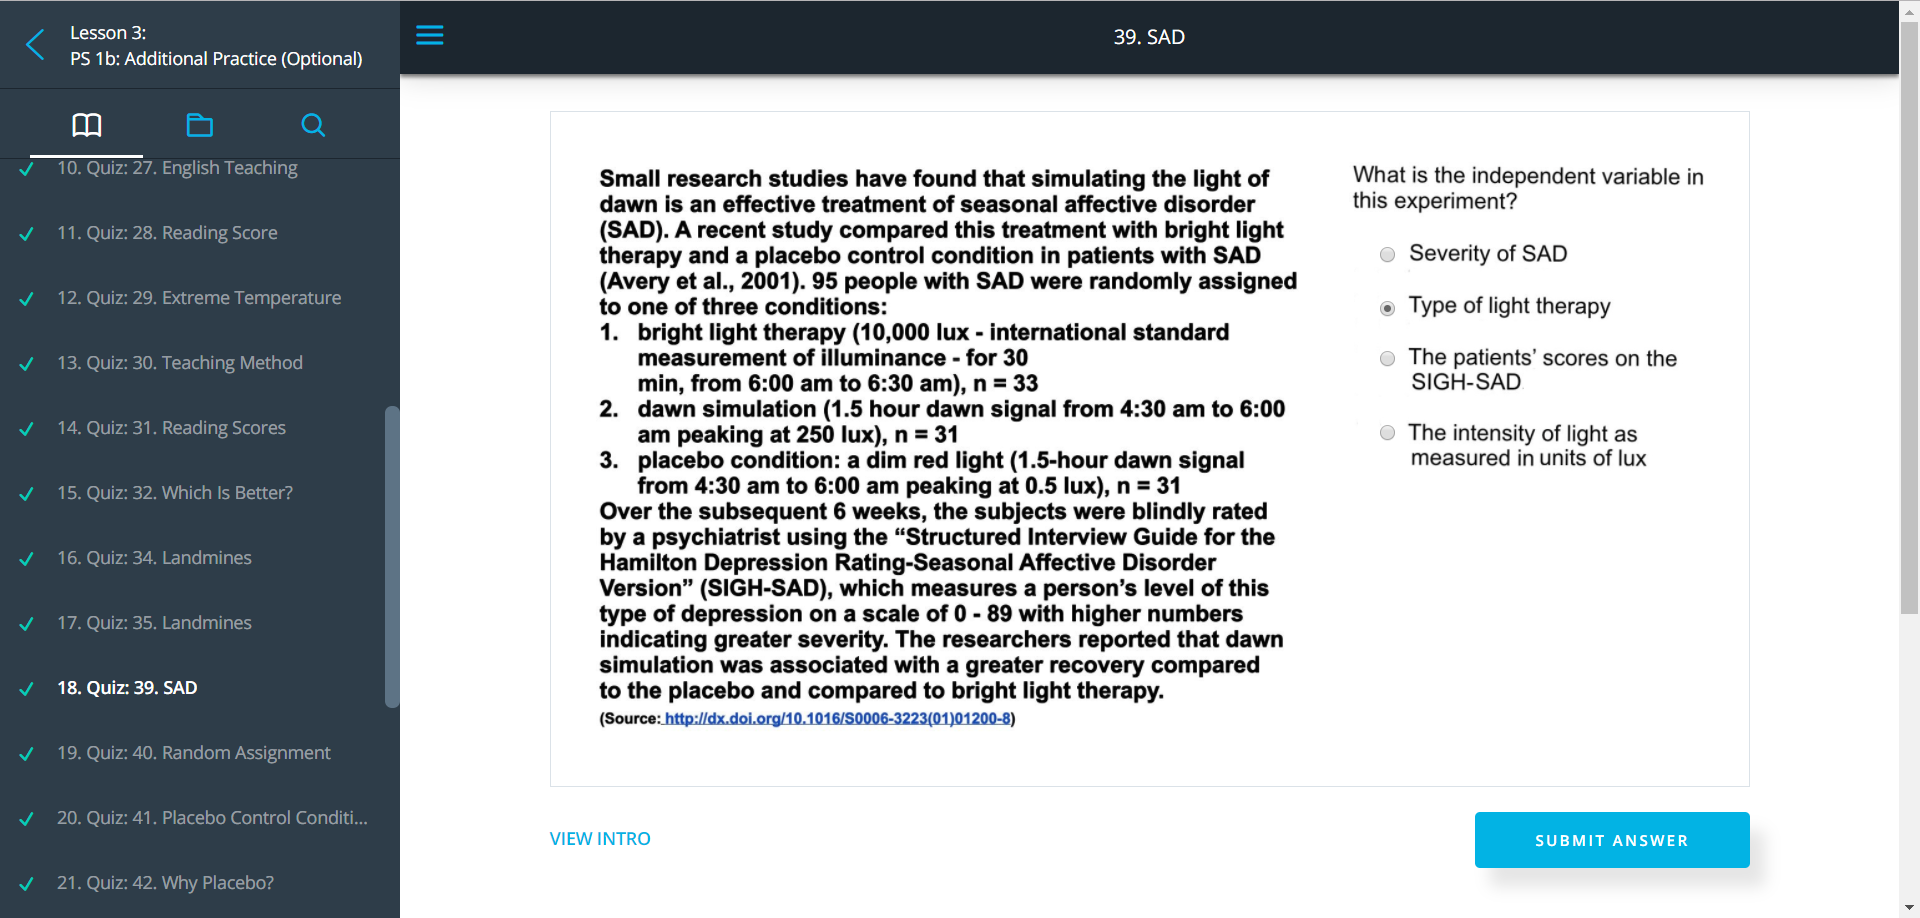 Lesson 3:
PS 1b: Additional Practice (Optional)
10. Quiz: 27. English Teaching
11. Quiz: 28. Reading Score
12. Quiz: 29. Extreme Temperature
13. Quiz: 30. Teaching Method
14. Quiz: 31. Reading Scores
15. Quiz: 32. Which Is Better?
16. Quiz: 34. Landmines
17. Quiz: 35. Landmines
18. Quiz: 39. SAD
19. Quiz: 40. Random Assignment
20. Quiz: 41. Placebo Control Conditi...
21. Quiz: 42. Why Placebo?
39. SAD
Small research studies have found that simulating the light of
dawn is an effective treatment of seasonal affective disorder
(SAD). A recent study compared this treatment with bright light
therapy and a placebo control condition in patients with SAD
(Avery et al., 2001). 95 people with SAD were randomly assigned
to one of three conditions:
1. bright light therapy (10,000 lux - international standard
measurement of illuminance - for 30
min, from 6:00 am to 6:30 am), n = 33
2. dawn simulation (1.5 hour dawn signal from 4:30 am to 6:00
am peaking at 250 lux), n = 31
3. placebo condition: a dim red light (1.5-hour dawn signal
from 4:30 am to 6:00 am peaking at 0.5 lux), n = 31
Over the subsequent 6 weeks, the subjects were blindly rated
by a psychiatrist using the “Structured Interview Guide for the
Hamilton Depression Rating-Seasonal Affective Disorder
Version” (SIGH-SAD), which measures a person’s level of this
type of depression on a scale of 0 - 89 with higher numbers
indicating greater severity. The researchers reported that dawn
simulation was associated with a greater recovery compared
to the placebo and compared to bright light therapy.
(Source: http://dx.doi.org/10.1016/S0006-3223(01)01200-8)
What is the independent variable in
this experiment?
Severity of SAD
Type of light therapy
The patients’ scores on the
SIGH-SAD
The intensity of light as
measured in units of lux
VIEW INTRO
SUBMIT ANSWER